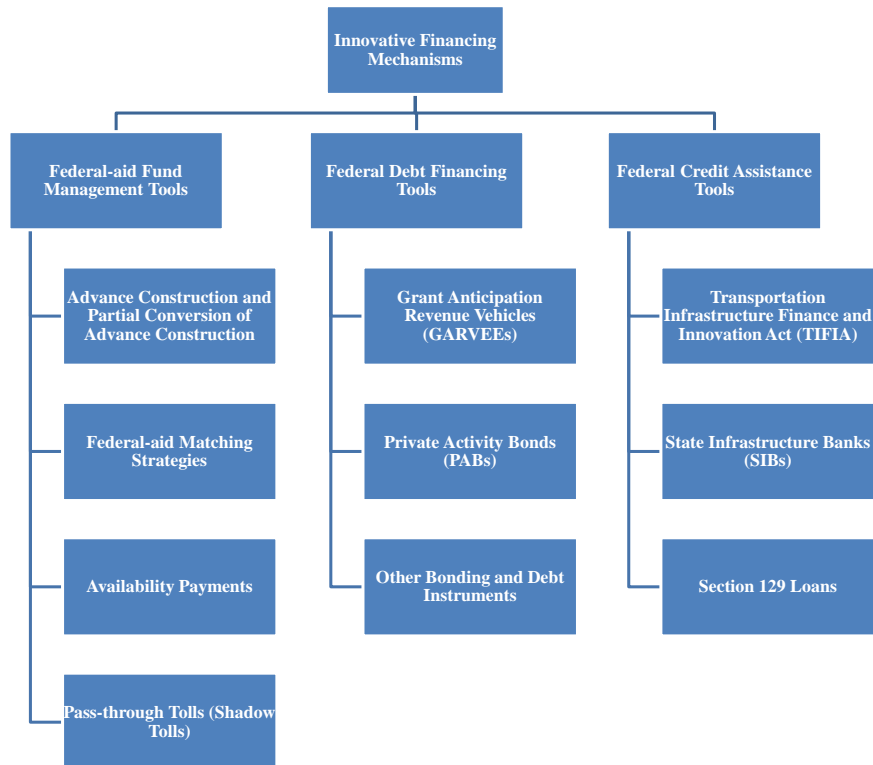 Innovative Financing
Mechanisms
Federal-aid Fund
Management Tools
Federal Debt Financing
Tools
Federal Credit Assistance
Tools
Advance Construction and
Partial Conversion of
Advance Construction
Grant Anticipation
Revenue Vehicles
(GARVEEs)
Transportation
Infrastructure Finance and
Innovation Act (TIFIA)
Federal-aid Matching
Strategies
Private Activity Bonds
(PABs)
State Infrastructure Banks
(SIBs)
Availability Payments
Other Bonding and Debt
Instruments
Section 129 Loans
Pass-through Tolls (Shadow
Tolls)